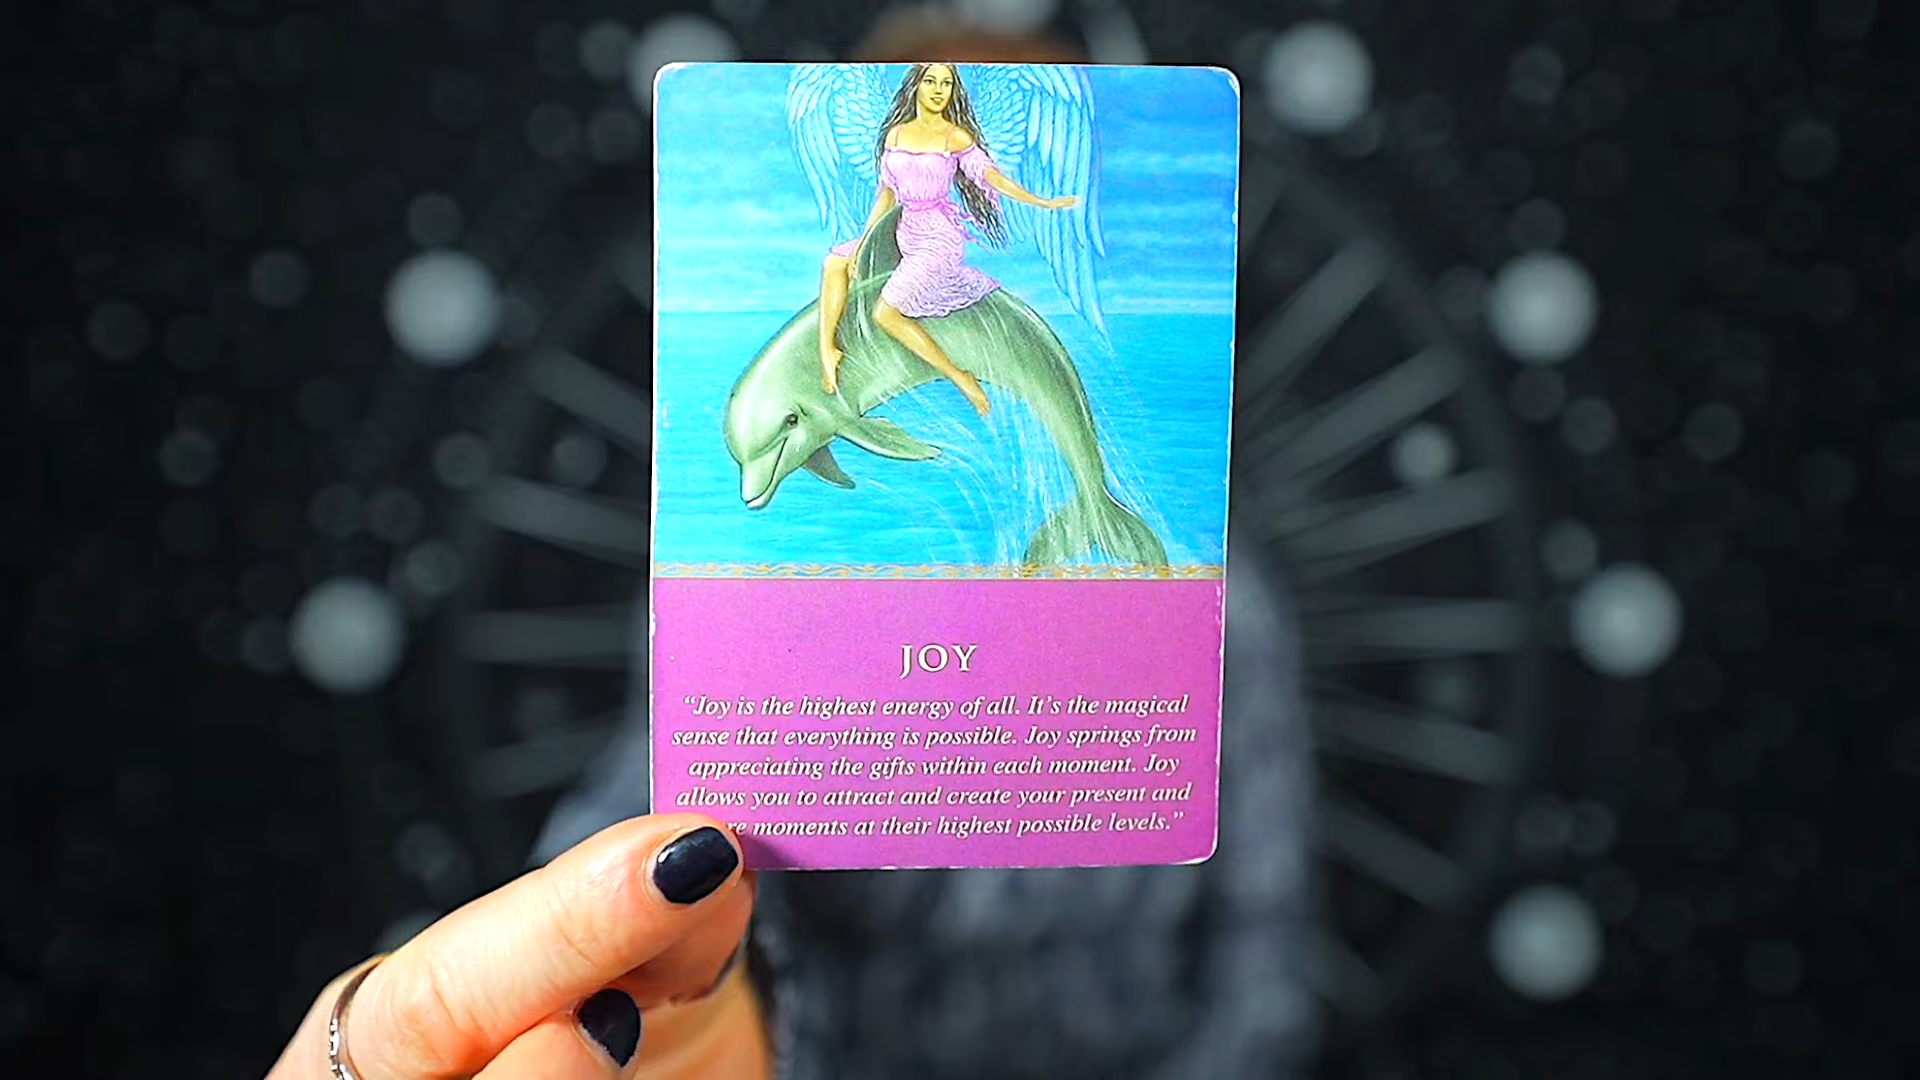 JOY
“Joy is the highest energy of all. It’s the magical
sense that everything is possible. Joy springs from
appreciating the gifts within each moment. Joy
allows you to attract and create your present and
moments at their highest possible levels.”